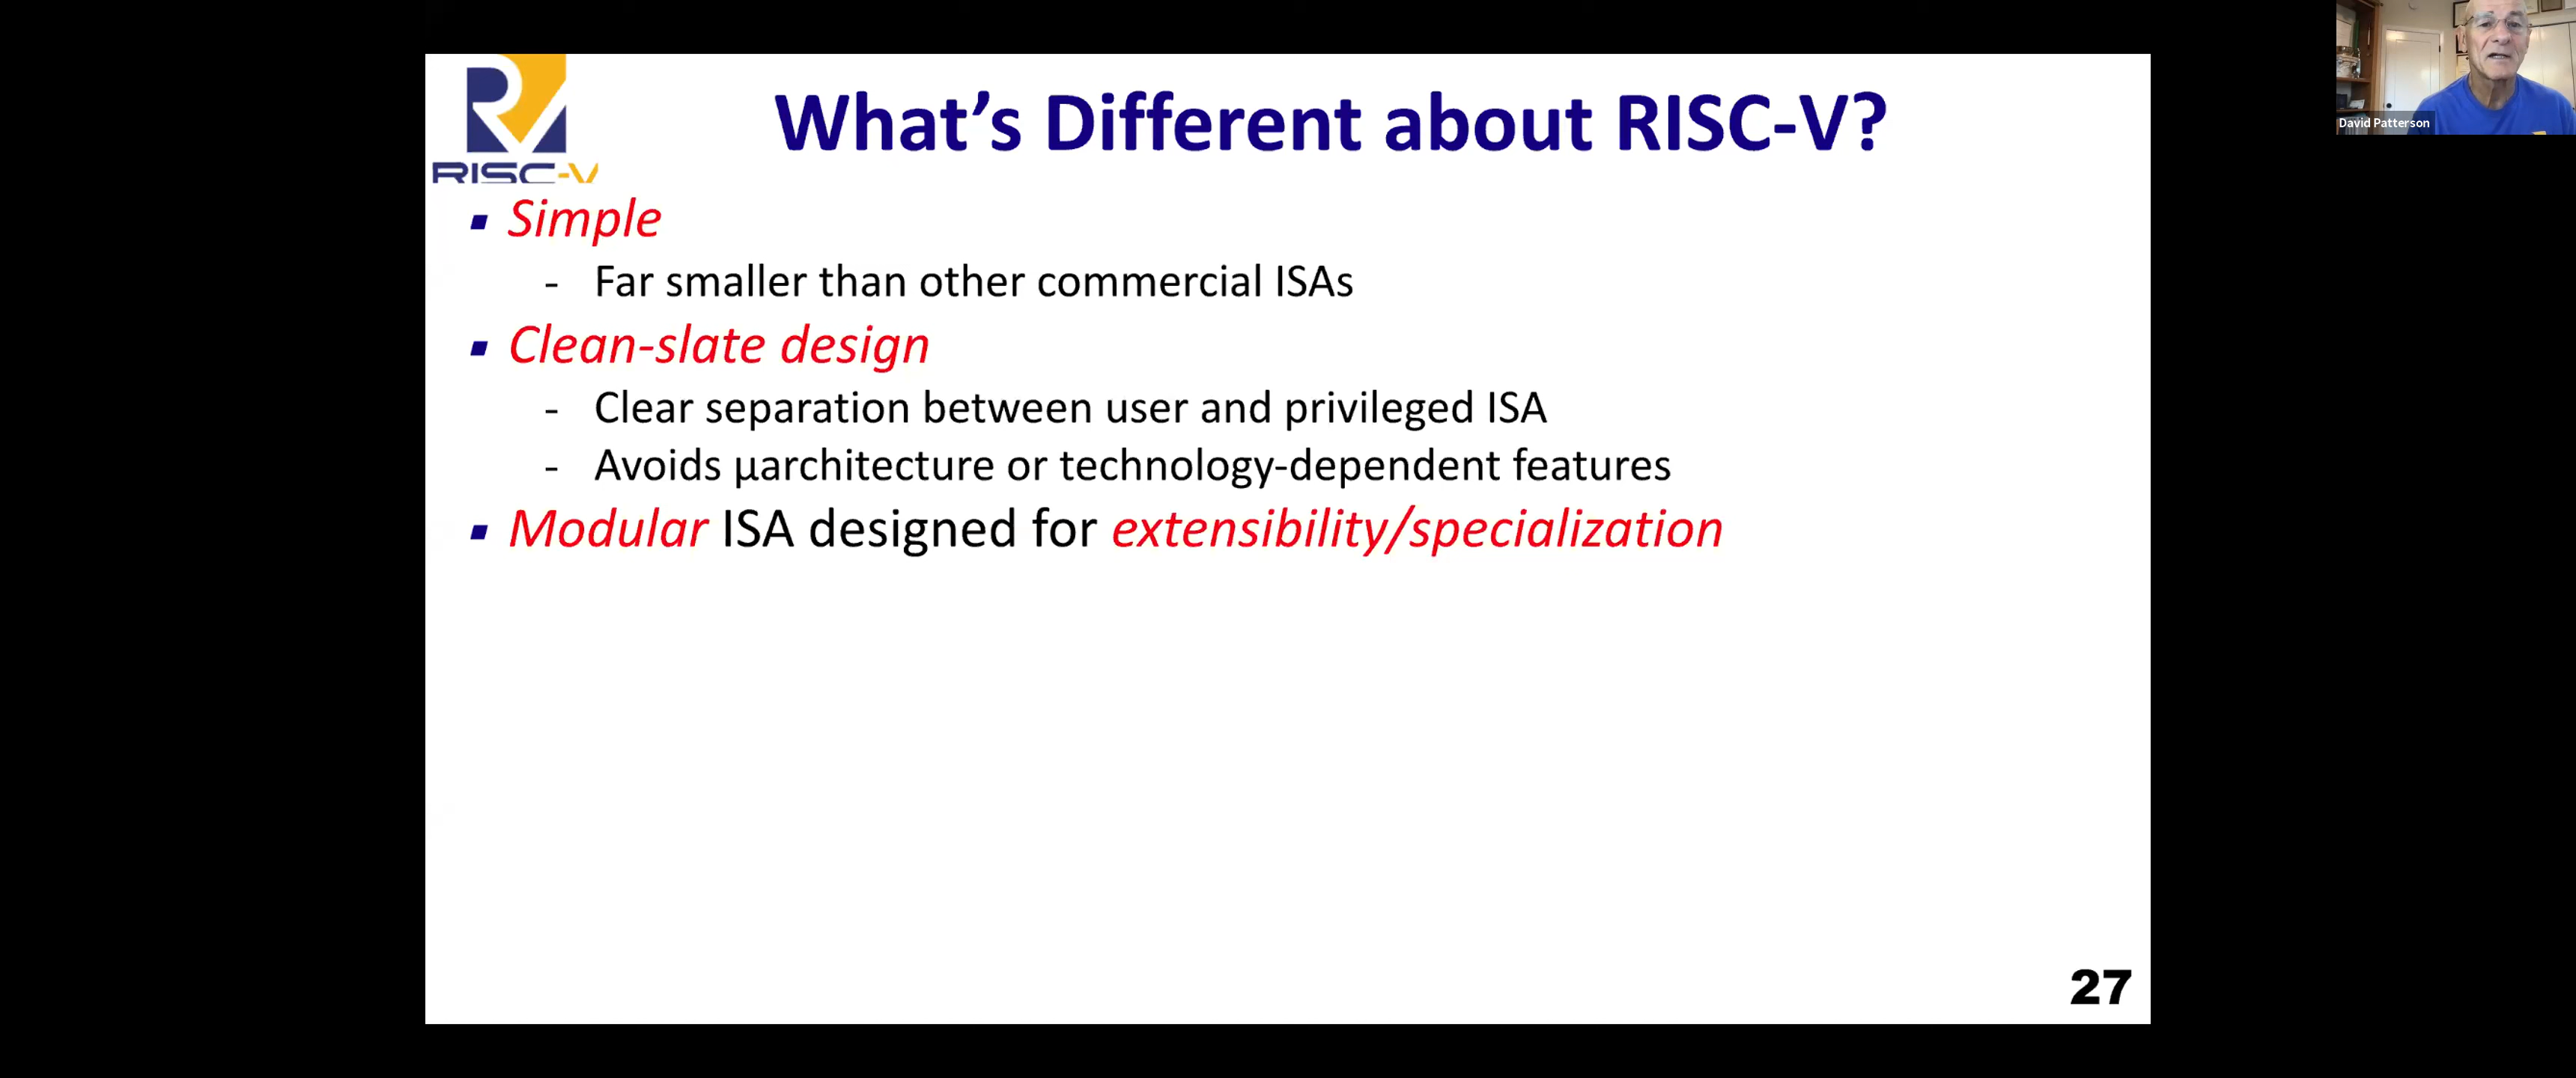 RISC-V
What's Different about RISC-V?
▪ Simple
- Far smaller than other commercial ISAs
▪ Clean-slate design
- Clear separation between user and privileged ISA
- Avoids µarchitecture or technology-dependent features
▪ Modular ISA designed for extensibility/specialization
27
David Patterson